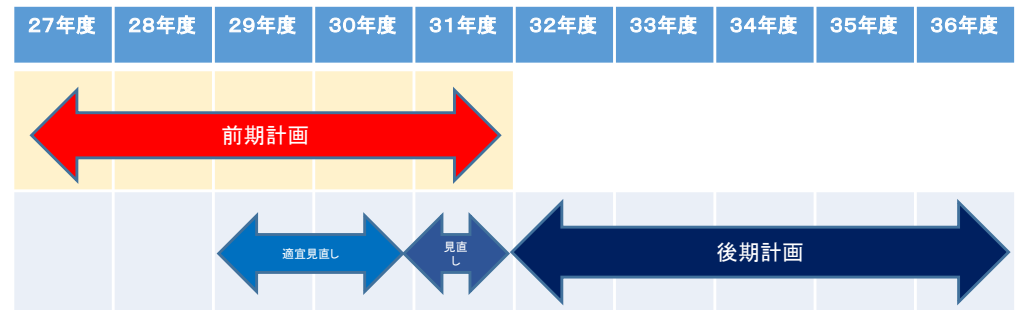 27年度 28年度 29年度 30年度 31年度 32年度 33年度 34年度 35年度 36年度
前期計画
適宜見直し
見直
し
後期計画